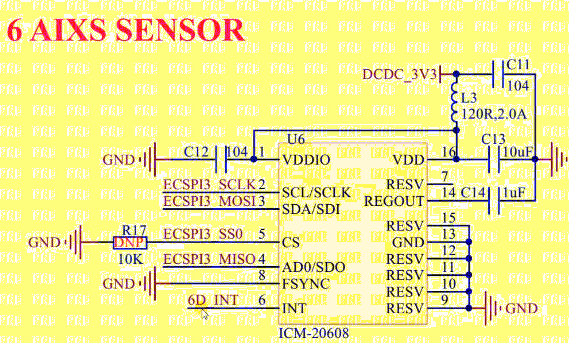 6 AIXS SENSOR
DCDC_3V3
C11
104
L3
120R,2.0A
C12 104
U6
C13
GND
1 VDDIO
VDD 16
10uF
RESV 7
ECSPI3_SCLK 2 SCL/SCLK
REGOUT 14 C14 1uF
ECSPI3_MOSI 3 SDA/SDI
RESV 15
R17
GND DNP ECSPI3_SS0 5 CS
GND 13
10K
RESV 12
ECSPI3_MISO 4 AD0/SDO
RESV 11
GND 8 FSYNC
RESV 10
6D_INT 6 INT
RESV 9 GND
ICM-20608